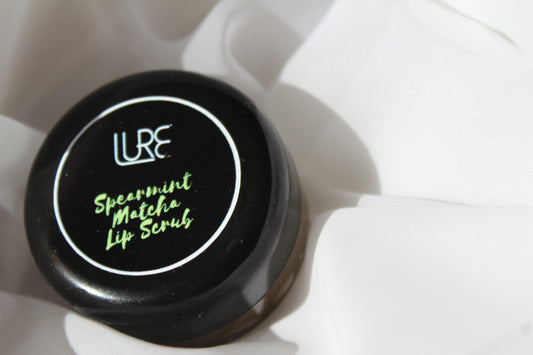 LURE
Spearmint
Matcha
Lip Scrub